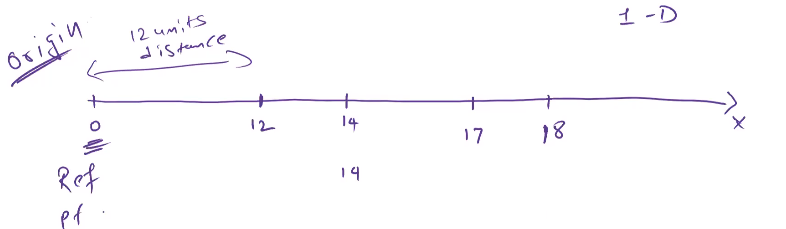 1-D
Origin
12 units
distance
0 12 14 17 18 x
Ref 14
pt.